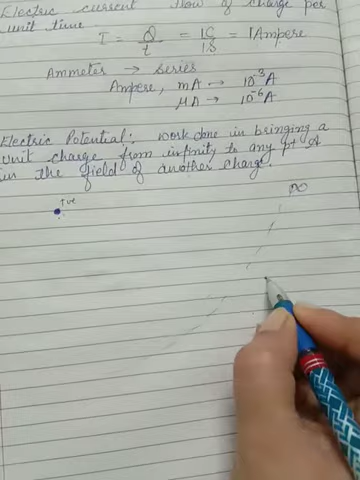 Electric current flow of charge per
unit time
I = Q/t = 1C/1s = 1 Ampere
Ammeter → series
Ampere, mA → 10⁻³A
μA → 10⁻⁶A
Electric Potential: Work done in bringing a
unit charge from infinity to any pt A
in the field of another charge.
+ve
∞